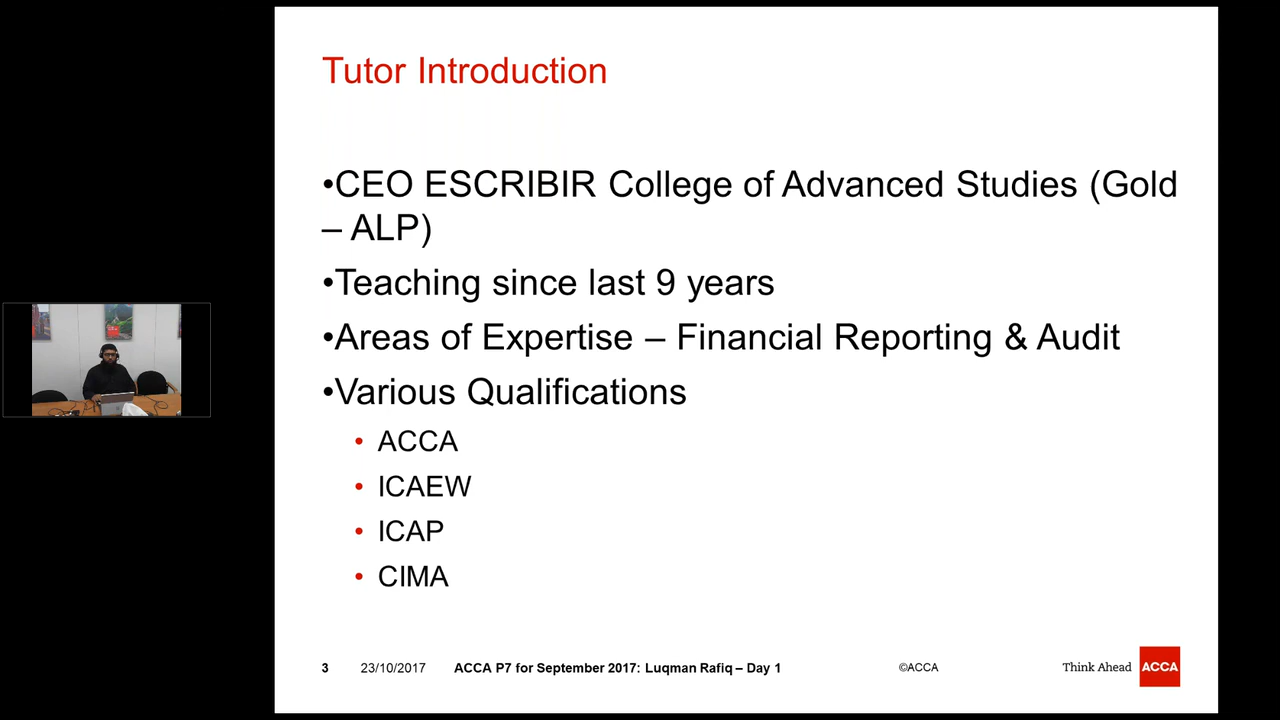 Tutor Introduction
•CEO ESCRIBIR College of Advanced Studies (Gold
– ALP)
•Teaching since last 9 years
•Areas of Expertise – Financial Reporting & Audit
•Various Qualifications
• ACCA
• ICAEW
• ICAP
• CIMA
3 23/10/2017 ACCA P7 for September 2017: Luqman Rafiq – Day 1 ©ACCA Think Ahead ACCA